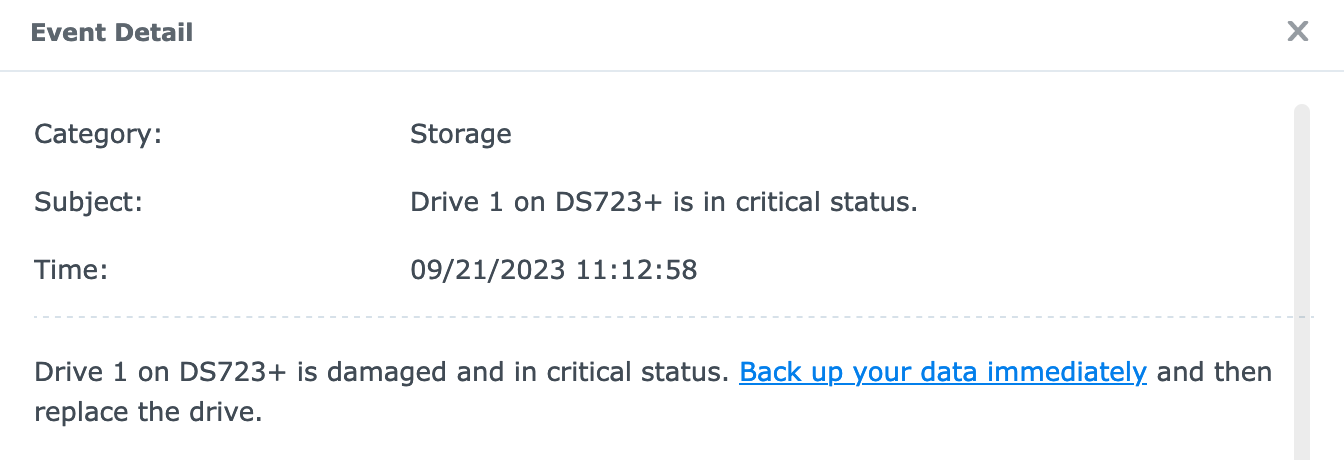 Event Detail
Category: Storage
Subject: Drive 1 on DS723+ is in critical status.
Time: 09/21/2023 11:12:58
Drive 1 on DS723+ is damaged and in critical status. Back up your data immediately and then
replace the drive.